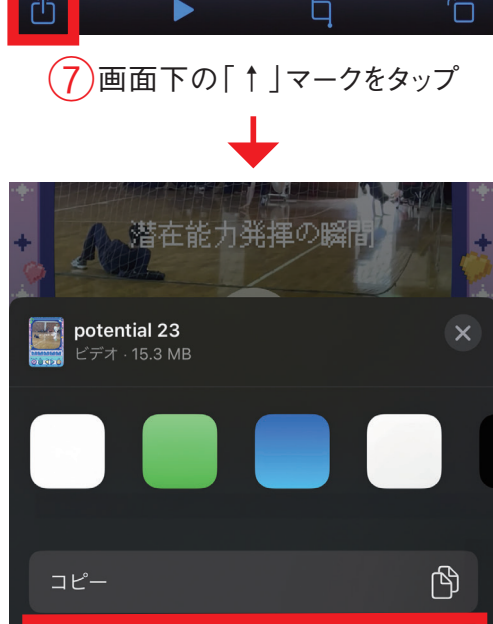 ⑦画面下の「↑」マークをタップ
潜在能力発揮の瞬間
potential 23
ビデオ · 15.3 MB
コピー